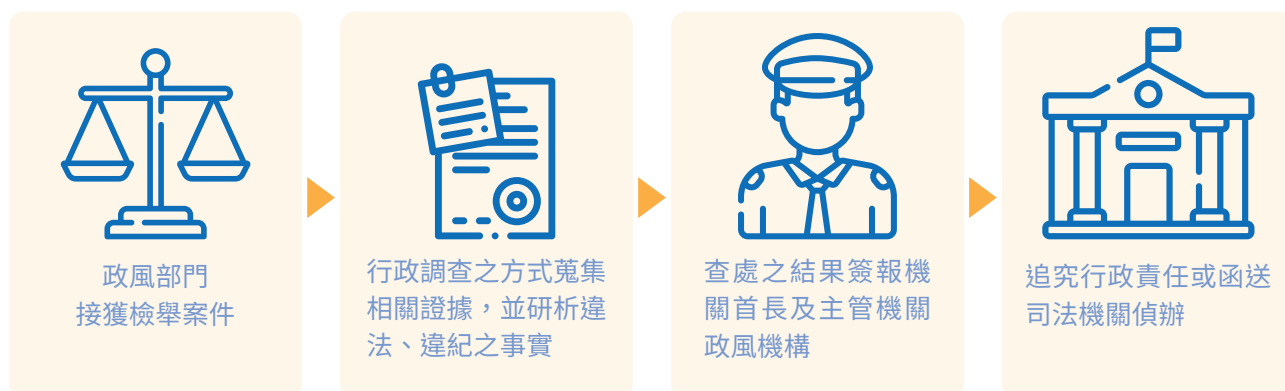 政風部門
接獲檢舉案件
行政調查之方式蒐集
相關證據，並研析違
法、違紀之事實
查處之結果簽報機
關首長及主管機關
政風機構
追究行政責任或函送
司法機關偵辦